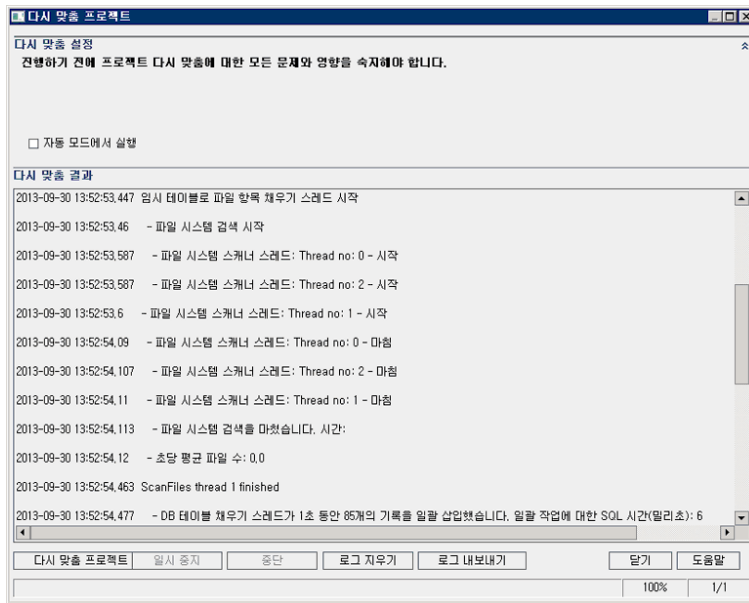 다시 맞춤 프로젝트
다시 맞춤 설정
진행하기 전에 프로젝트 다시 맞춤에 대한 모든 문제와 영향을 숙지해야 합니다.
자동 모드에서 실행
다시 맞춤 결과
2013-09-30 13:52:53,447 임시 테이블로 파일 항목 채우기 스레드 시작
2013-09-30 13:52:53,46 - 파일 시스템 검색 시작
2013-09-30 13:52:53,587 - 파일 시스템 스캐너 스레드: Thread no: 0 - 시작
2013-09-30 13:52:53,587 - 파일 시스템 스캐너 스레드: Thread no: 2 - 시작
2013-09-30 13:52:53,6 - 파일 시스템 스캐너 스레드: Thread no: 1 - 시작
2013-09-30 13:52:54,09 - 파일 시스템 스캐너 스레드: Thread no: 0 - 마침
2013-09-30 13:52:54,107 - 파일 시스템 스캐너 스레드: Thread no: 2 - 마침
2013-09-30 13:52:54,11 - 파일 시스템 스캐너 스레드: Thread no: 1 - 마침
2013-09-30 13:52:54,113 - 파일 시스템 검색을 마쳤습니다. 시간:
2013-09-30 13:52:54,12 - 초당 평균 파일 수: 0,0
2013-09-30 13:52:54,463 ScanFiles thread 1 finished
2013-09-30 13:52:54,477 - DB 테이블 채우기 스레드가 1초 동안 85개의 기록을 일괄 삽입했습니다. 일괄 작업에 대한 SQL 시간(밀리초): 6
다시 맞춤 프로젝트 일시 중지 중단 로그 지우기 로그 내보내기 닫기 도움말
100% 1/1